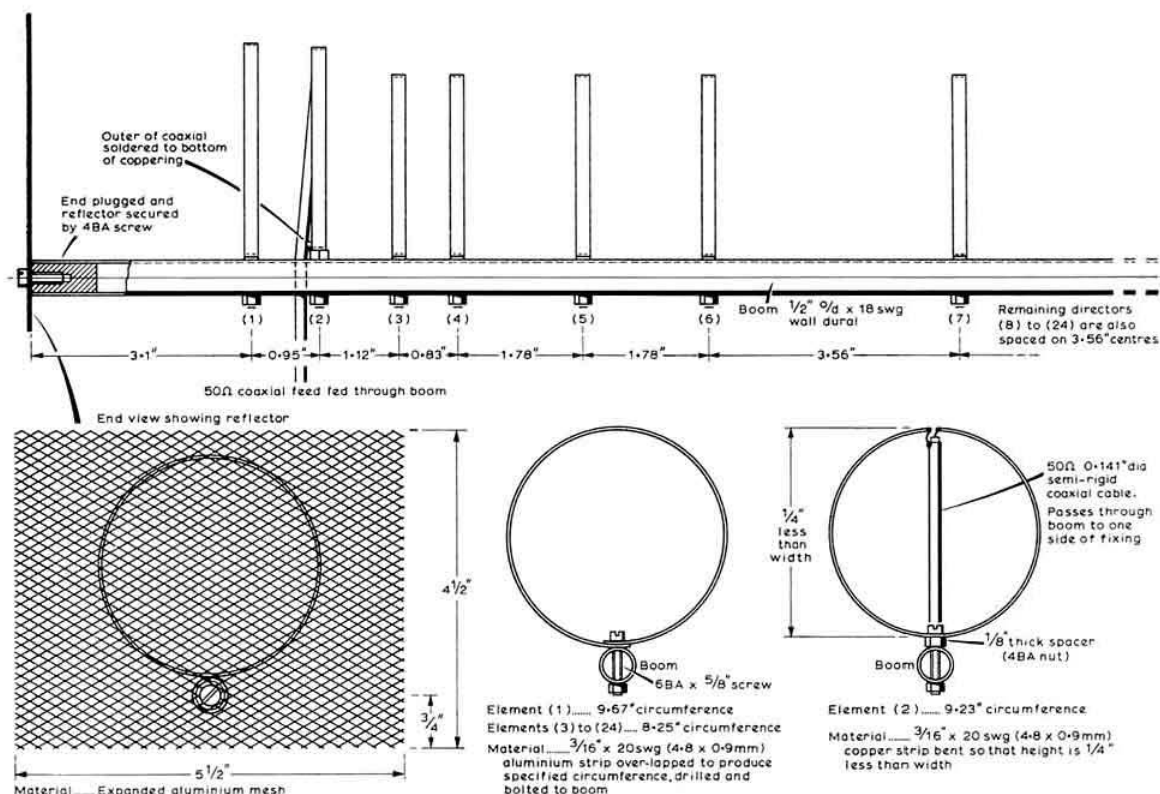 Outer of coaxial
soldered to bottom
of coppering
End plugged and
reflector secured
by 4BA screw
(1)
(2)
(3)
(4)
(5)
(6)
(7)
Boom 1/2" o/d x 18 swg
wall dural
Remaining directors
(8) to (24) are also
spaced on 3·56" centres
3·1"
0·95"
1·12"
0·83"
1·78"
1·78"
3·56"
50Ω coaxial feed fed through boom
End view showing reflector
4 1/2"
3/4"
5 1/2"
Material......Expanded aluminium mesh
Boom
6BA x 5/8" screw
Element (1)...... 9·67" circumference
Elements (3) to (24).... 8·25" circumference
Material...... 3/16" x 20 swg (4·8 x 0·9mm)
aluminium strip over-lapped to produce
specified circumference, drilled and
bolted to boom
1/4"
less
than
width
50Ω 0·141" dia
semi-rigid
coaxial cable.
Passes through
boom to one
side of fixing
1/8" thick spacer
(4BA nut)
Boom
Element (2)...... 9·23" circumference
Material...... 3/16" x 20 swg (4·8 x 0·9mm)
copper strip bent so that height is 1/4"
less than width